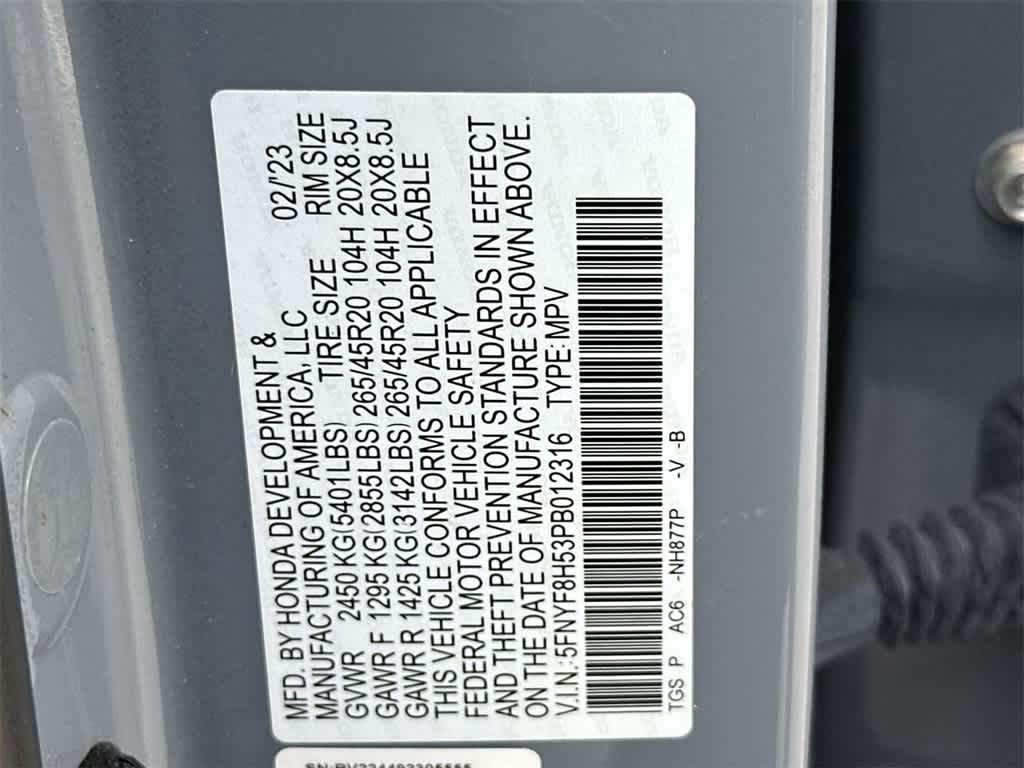 MFD. BY HONDA DEVELOPMENT & 02/'23
MANUFACTURING OF AMERICA, LLC
TIRE SIZE RIM SIZE
GVWR 2450 KG(5401LBS)
GAWR F 1295 KG(2855LBS) 265/45R20 104H 20X8.5J
GAWR R 1425 KG(3142LBS) 265/45R20 104H 20X8.5J
THIS VEHICLE CONFORMS TO ALL APPLICABLE
FEDERAL MOTOR VEHICLE SAFETY
AND THEFT PREVENTION STANDARDS IN EFFECT
ON THE DATE OF MANUFACTURE SHOWN ABOVE.
V.I.N.:5FNYF8H53PB012316 TYPE:MPV
TGS P AC6 -NH877P -V -B